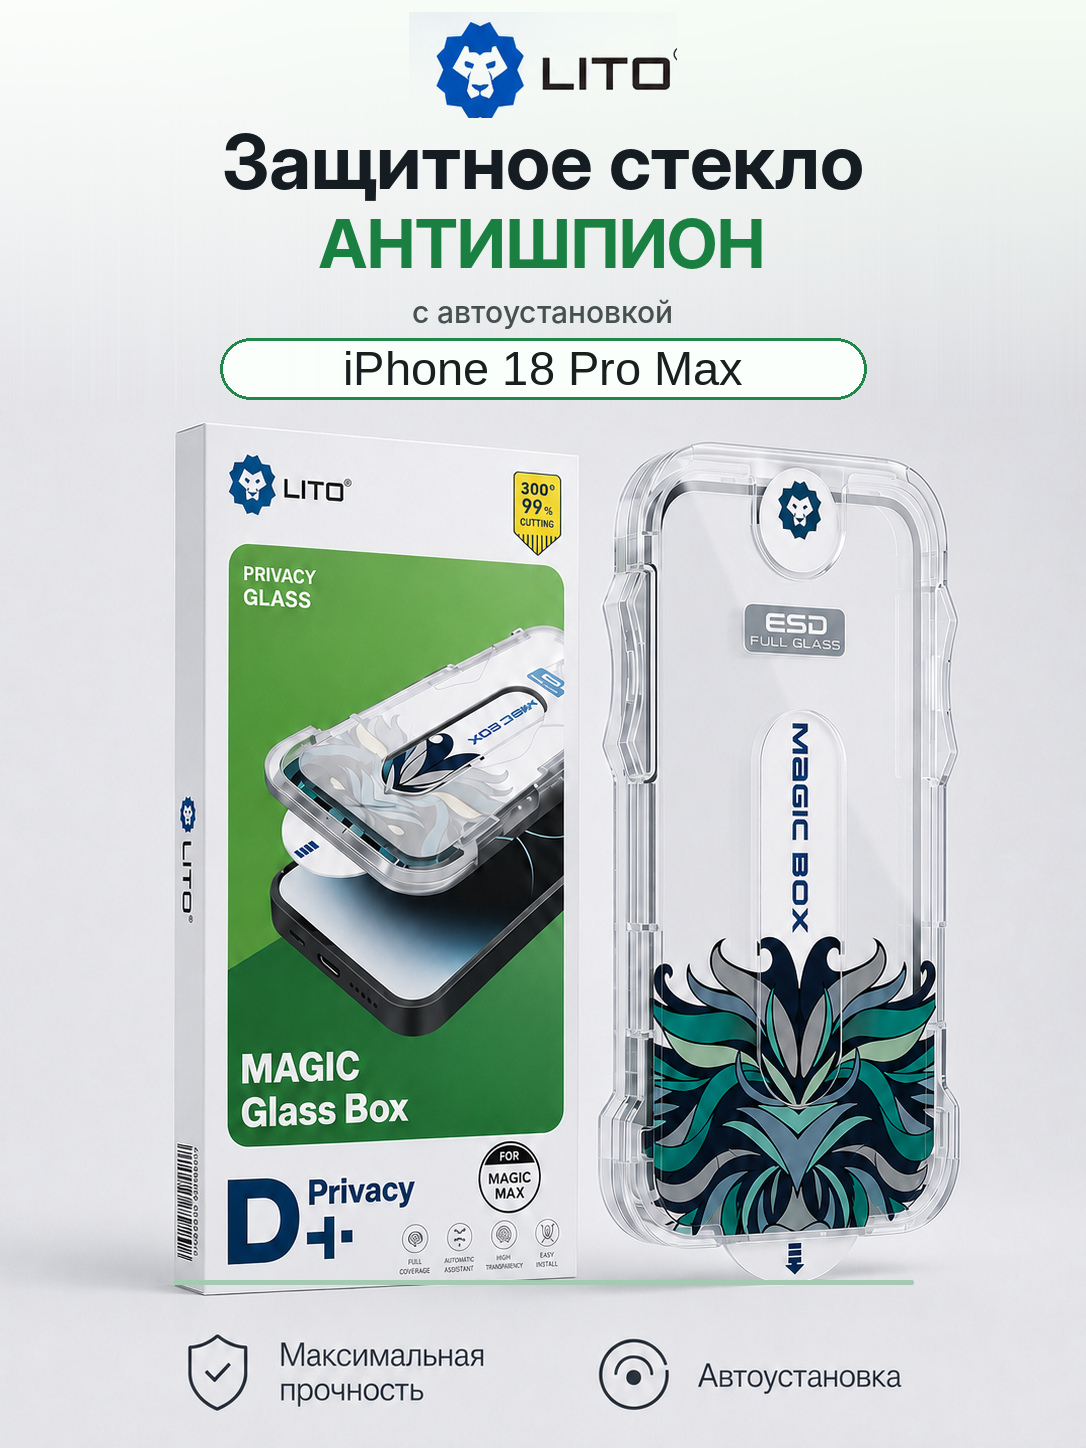 LITO
Защитное стекло
АНТИШПИОН
с автоустановкой
iPhone 18 Pro Max
LITO®
300°
99%
CUTTING
PRIVACY
GLASS
MAGIC BOX
MAGIC
Glass Box
FOR
MAGIC
MAX
D+
Privacy
FULL
COVERAGE
AUTOMATIC
ASSISTANT
HIGH
TRANSPARENCY
EASY
INSTALL
LITO®
ESD
FULL GLASS
MAGIC BOX
Максимальная
прочность
Автоустановка